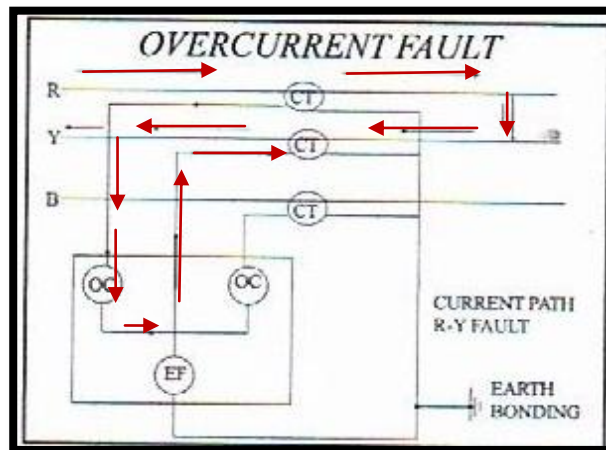 OVERCURRENT FAULT
R
CT
Y
CT
B
CT
OC
OC
CURRENT PATH
R-Y FAULT
EF
EARTH
BONDING